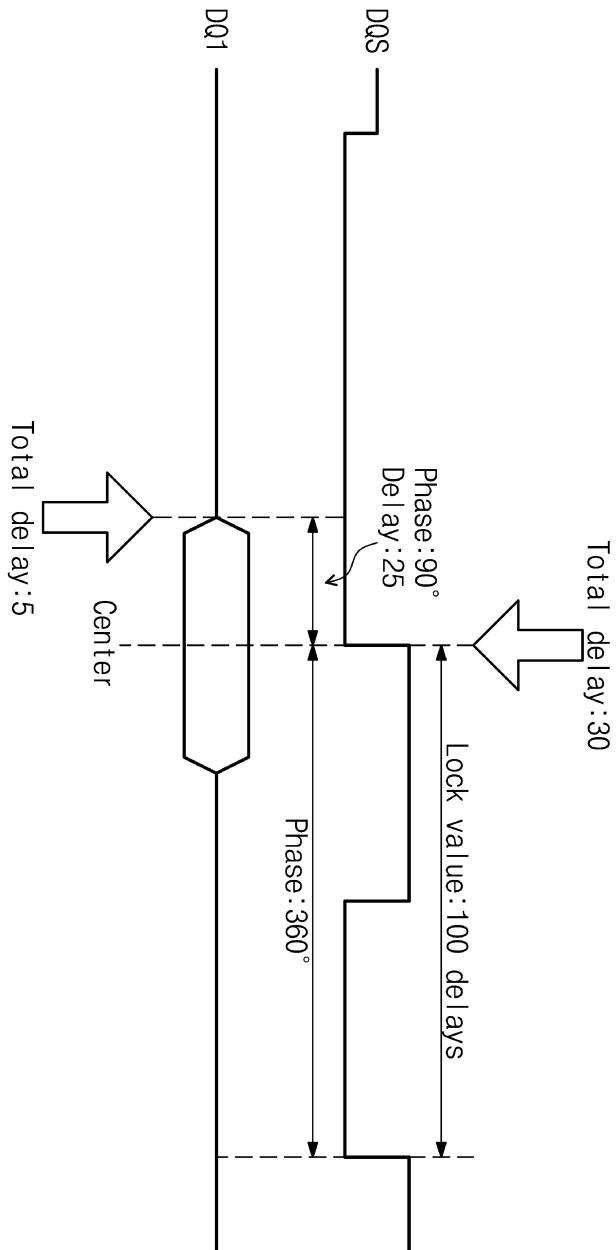 Total delay:30
Lock value:100 delays
DQS
Phase:90°
Delay:25
Phase:360°
DQ1
Center
Total delay:5